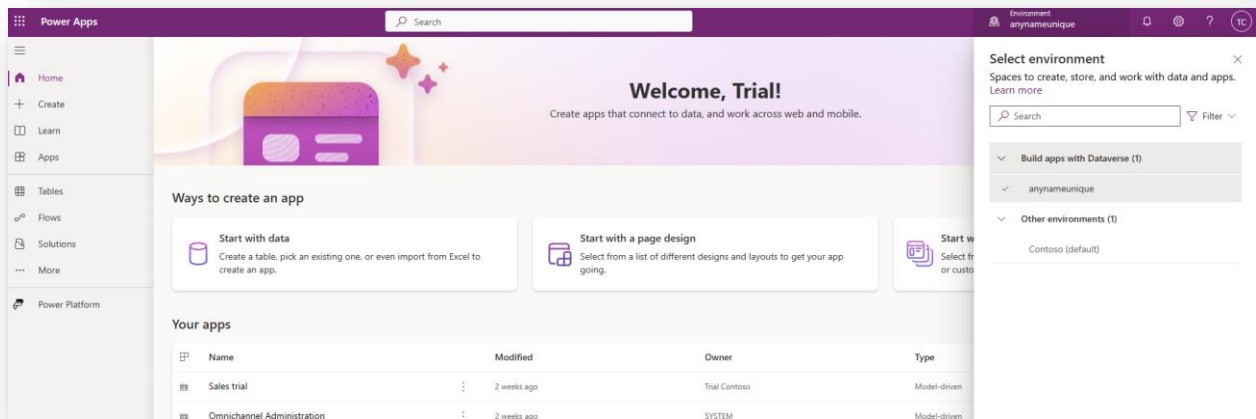 Power Apps
Search
Environment
anynameunique
?
TC
Home
Create
Learn
Apps
Tables
Flows
Solutions
More
Power Platform
Welcome, Trial!
Create apps that connect to data, and work across web and mobile.
Ways to create an app
Start with data
Create a table, pick an existing one, or even import from Excel to
create an app.
Start with a page design
Select from a list of different designs and layouts to get your app
going.
Start w
Select fr
or custo
Your apps
Name Modified Owner Type
Sales trial 2 weeks ago Trial Contoso Model-driven
Omnichannel Administration 2 weeks ago SYSTEM Model-driven
Select environment
Spaces to create, store, and work with data and apps.
Learn more
Search
Filter
Build apps with Dataverse (1)
anynameunique
Other environments (1)
Contoso (default)